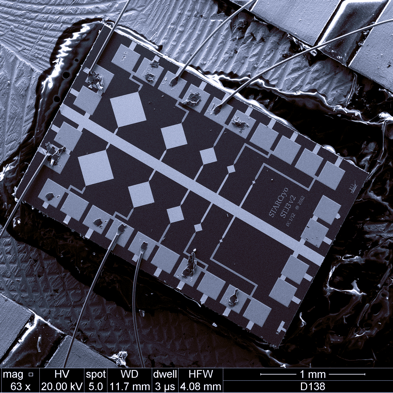 STARCryo
mag □ HV spot WD dwell HFW 1 mm
63 x 20.00 kV 5.0 11.7 mm 3 µs 4.08 mm D138